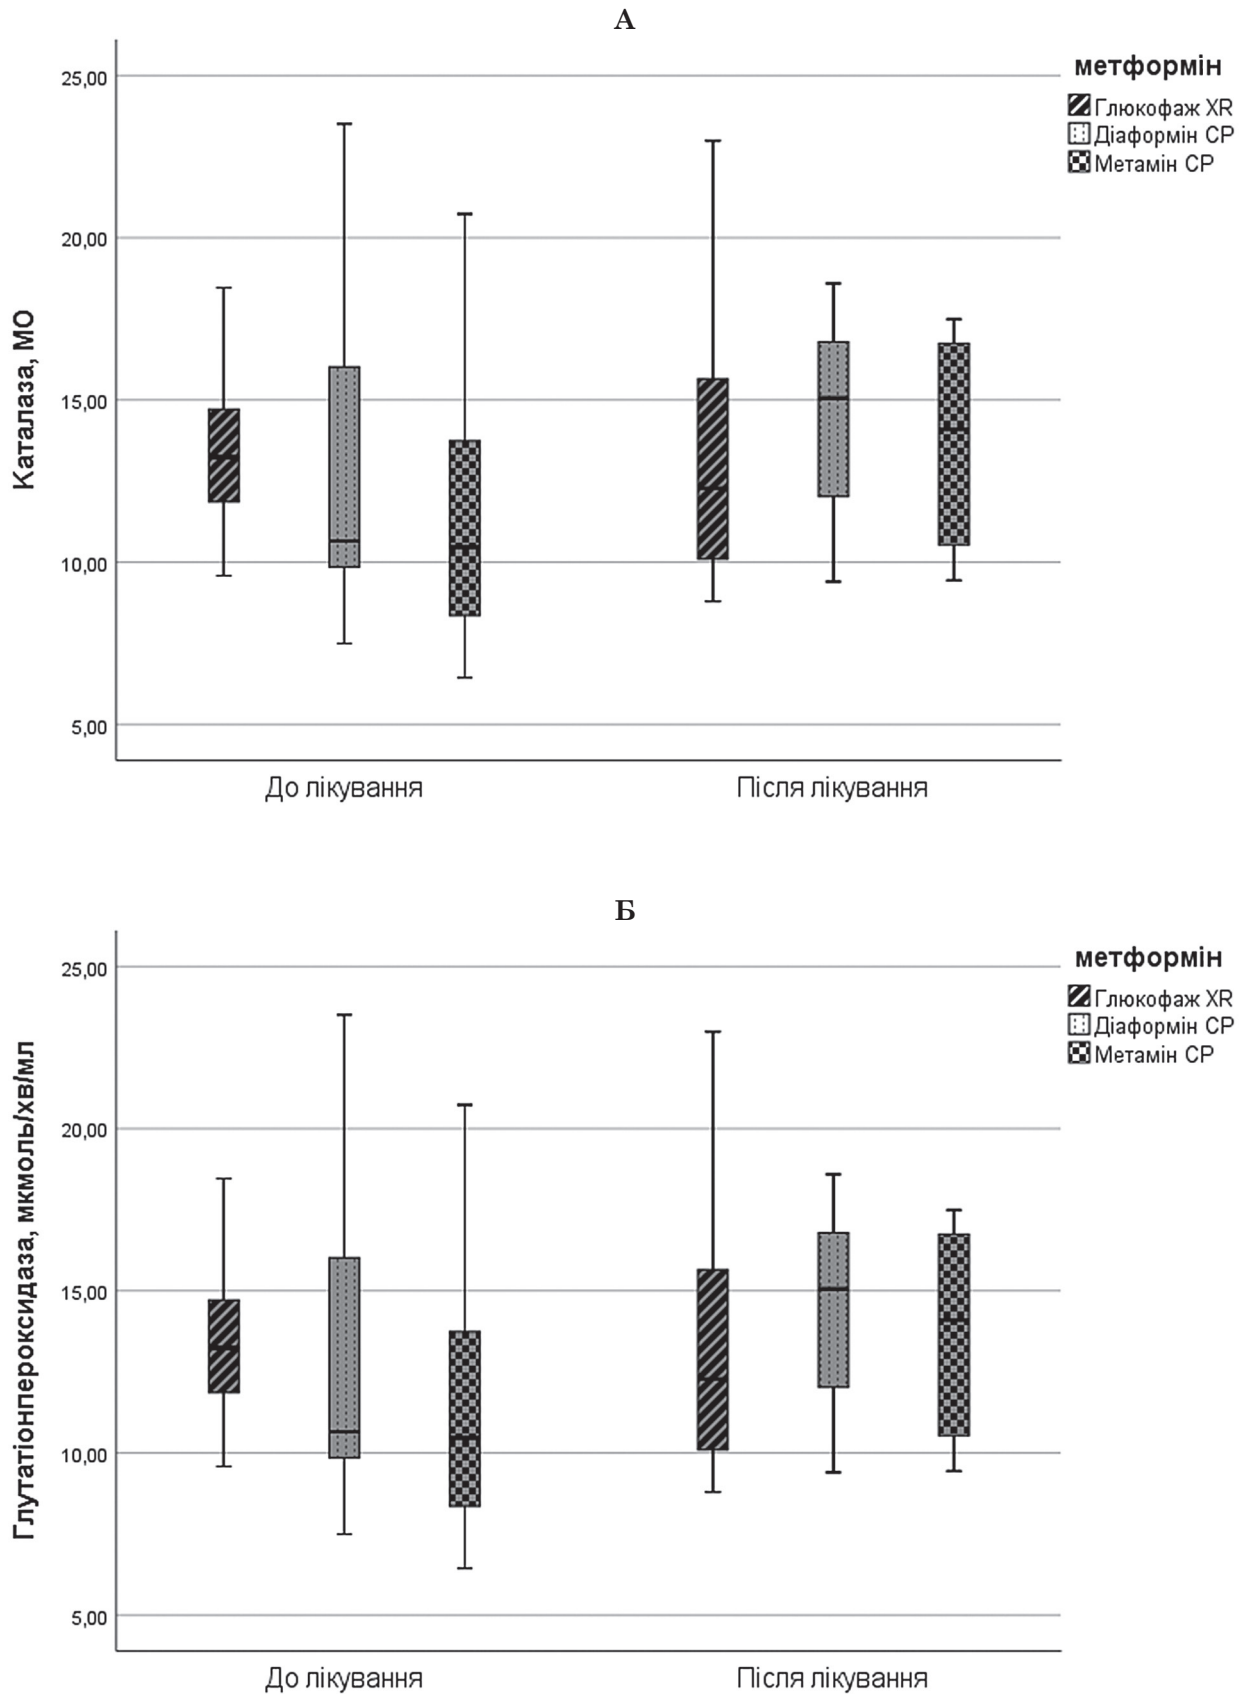 А
25,00
20,00
15,00
10,00
5,00
Каталаза, МО
До лікування
Після лікування
метформін
Глюкофаж XR
Діаформін СР
Метамін СР
Б
25,00
20,00
15,00
10,00
5,00
Глутатіонпероксидаза, мкмоль/хв/мл
До лікування
Після лікування
метформін
Глюкофаж XR
Діаформін СР
Метамін СР